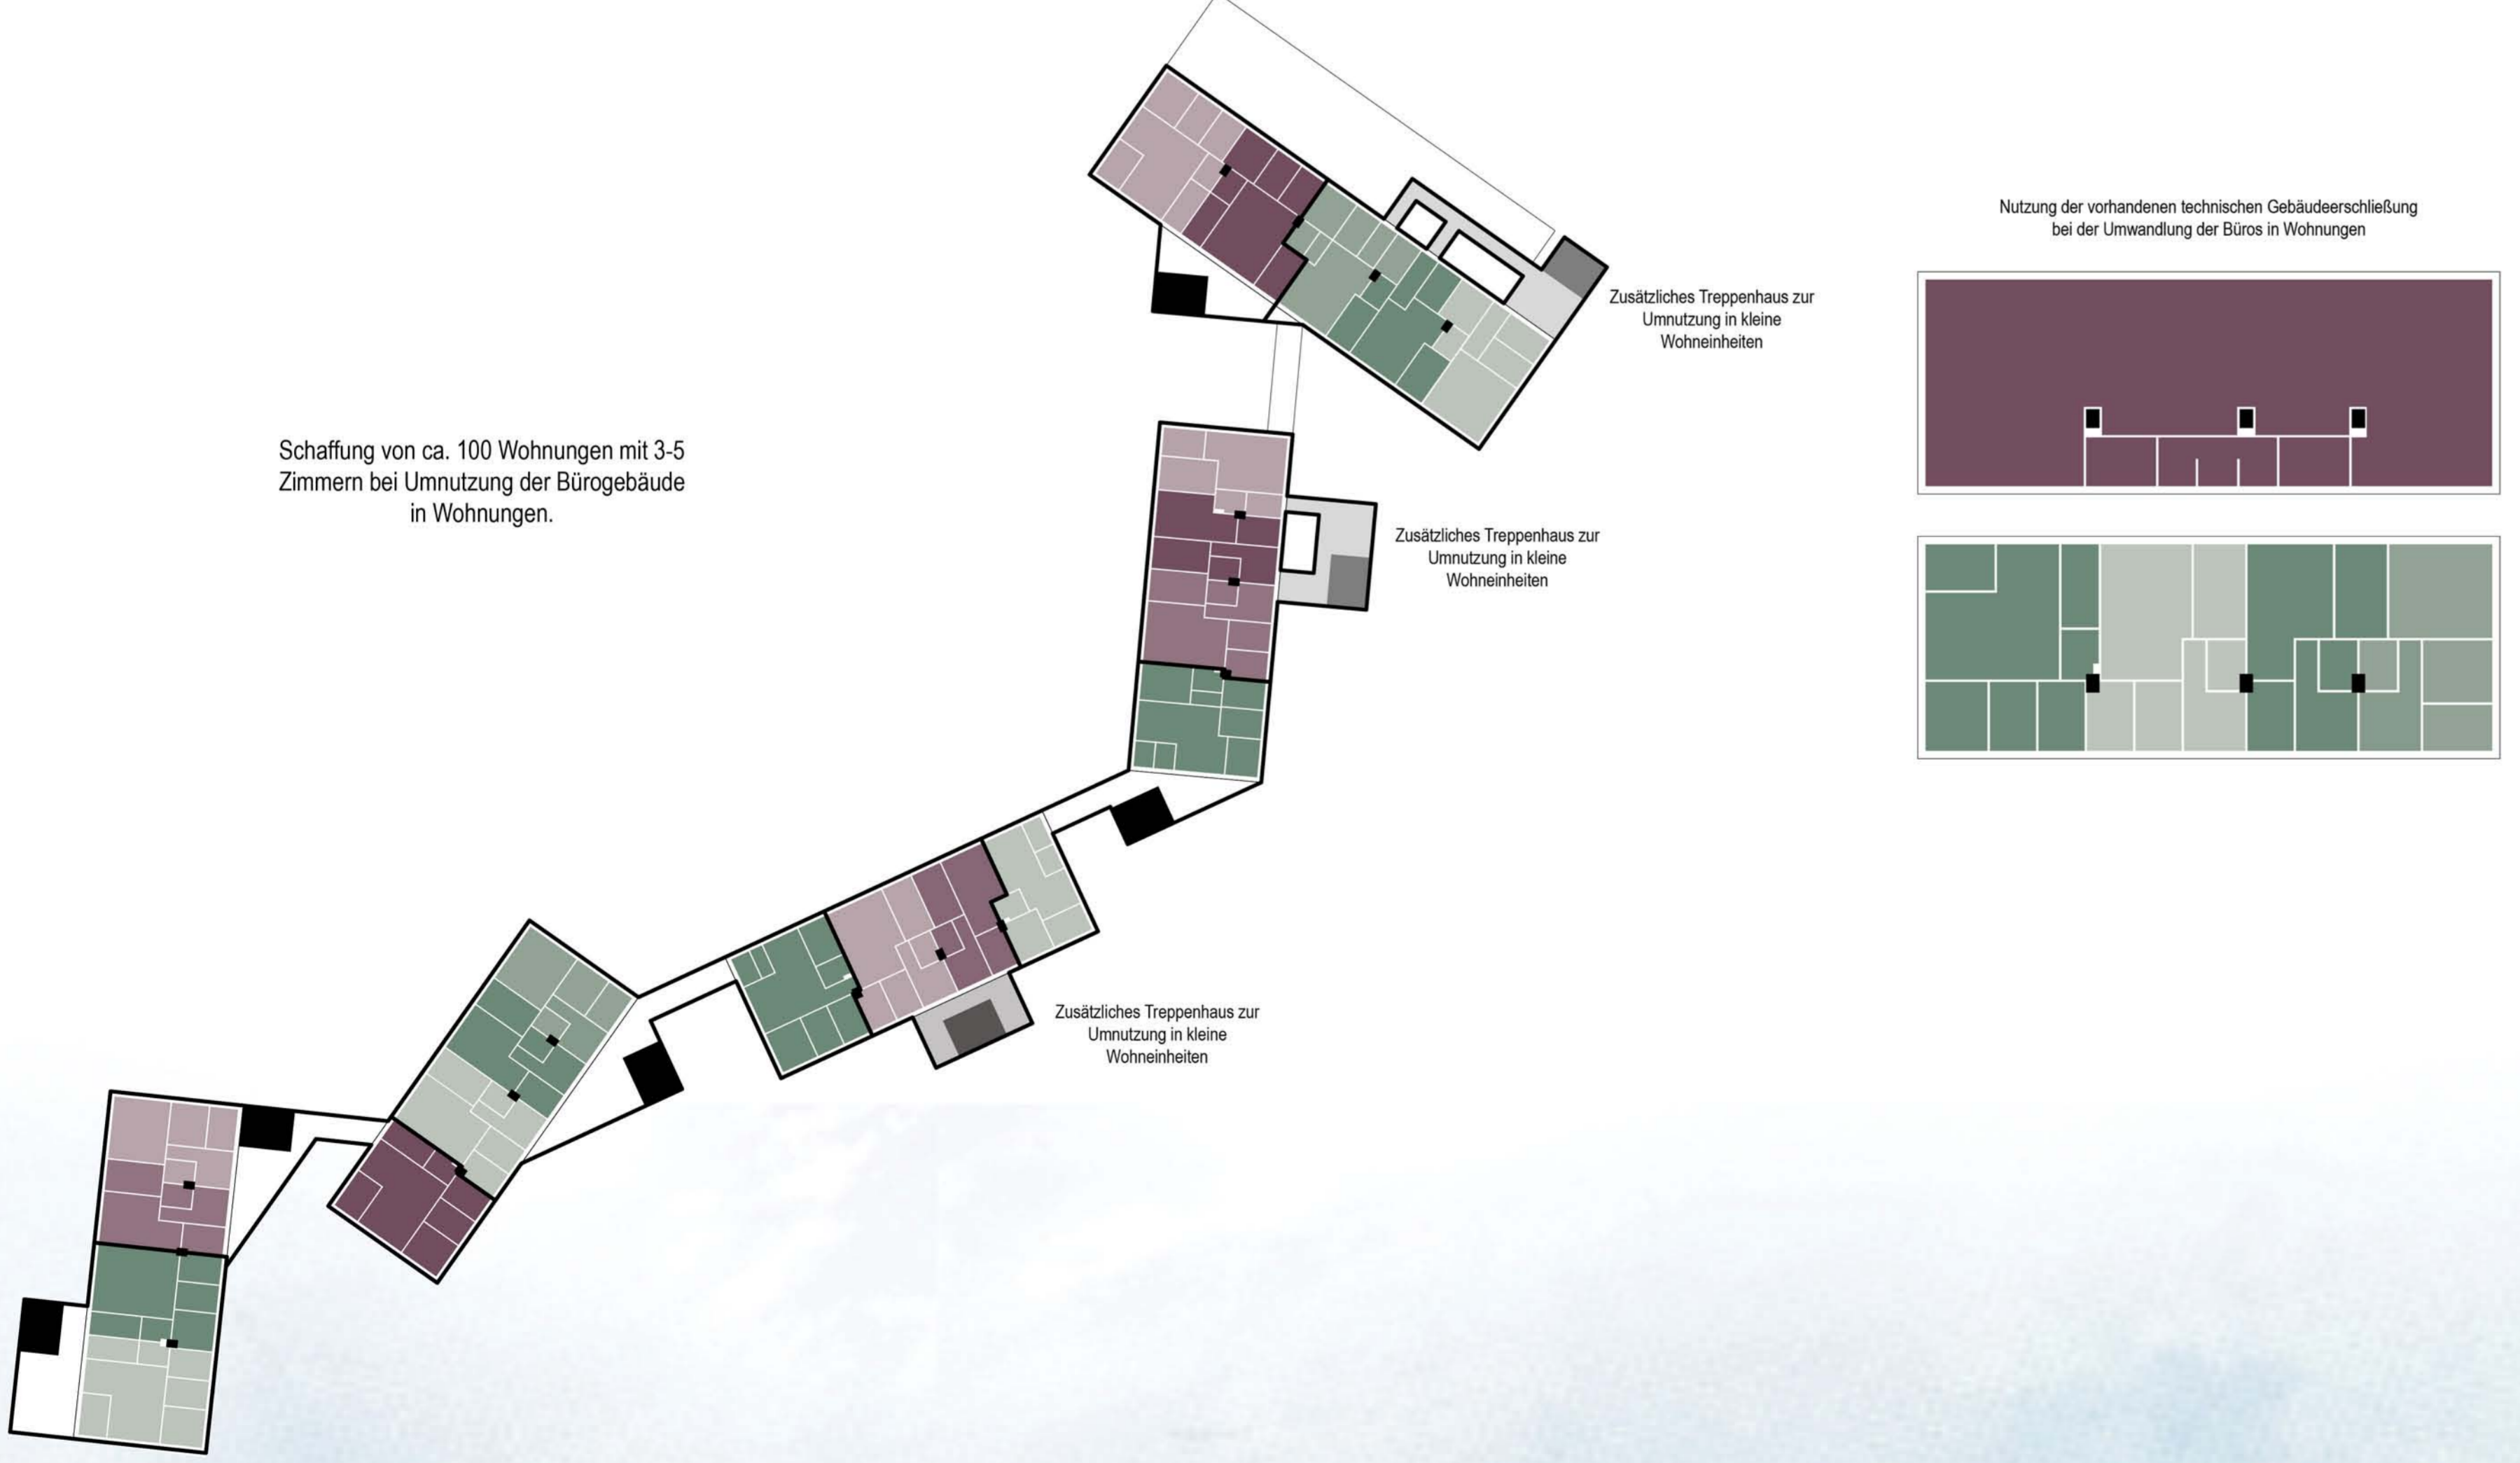 Nutzung der vorhandenen technischen Gebäudeerschließung
bei der Umwandlung der Büros in Wohnungen
Zusätzliches Treppenhaus zur
Umnutzung in kleine
Wohneinheiten
Schaffung von ca. 100 Wohnungen mit 3-5
Zimmern bei Umnutzung der Bürogebäude
in Wohnungen.
Zusätzliches Treppenhaus zur
Umnutzung in kleine
Wohneinheiten
Zusätzliches Treppenhaus zur
Umnutzung in kleine
Wohneinheiten